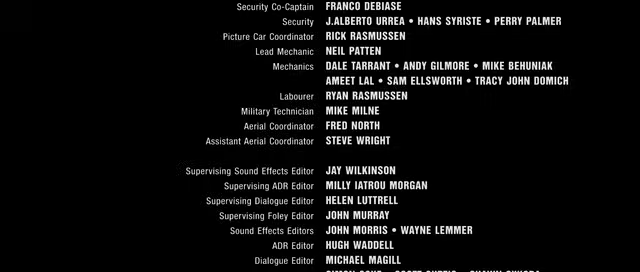 Security Co-Captain FRANCO DEBIASE
Security J.ALBERTO URREA • HANS SYRISTE • PERRY PALMER
Picture Car Coordinator RICK RASMUSSEN
Lead Mechanic NEIL PATTEN
Mechanics DALE TARRANT • ANDY GILMORE • MIKE BEHUNIAK
AMEET LAL • SAM ELLSWORTH • TRACY JOHN DOMICH
Labourer RYAN RASMUSSEN
Military Technician MIKE MILNE
Aerial Coordinator FRED NORTH
Assistant Aerial Coordinator STEVE WRIGHT
Supervising Sound Effects Editor JAY WILKINSON
Supervising ADR Editor MILLY IATROU MORGAN
Supervising Dialogue Editor HELEN LUTTRELL
Supervising Foley Editor JOHN MURRAY
Sound Effects Editors JOHN MORRIS • WAYNE LEMMER
ADR Editor HUGH WADDELL
Dialogue Editor MICHAEL MAGILL